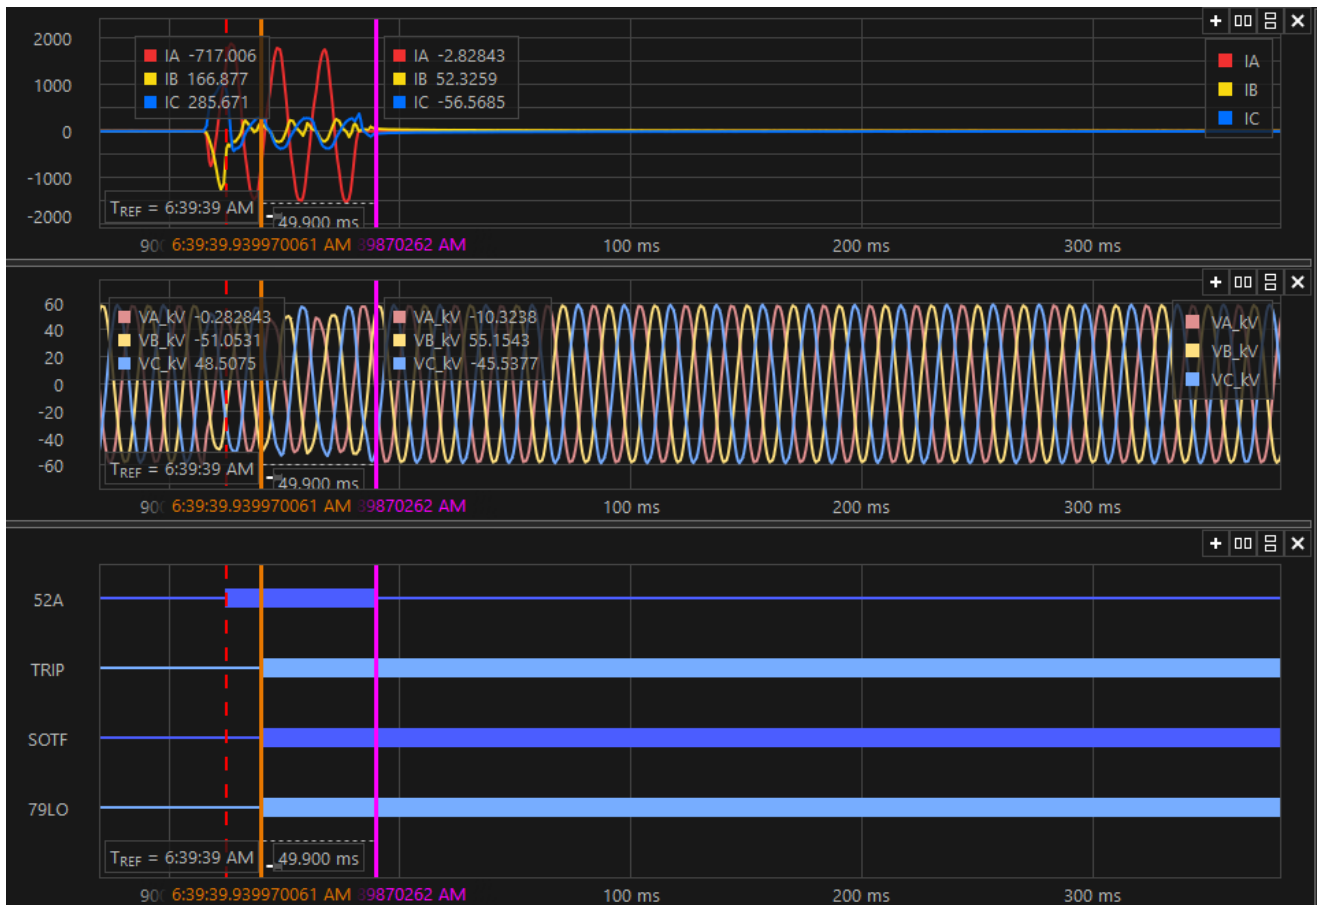 2000
1000
0
-1000
-2000
IA -717.006
IB 166.877
IC 285.671
IA -2.82843
IB 52.3259
IC -56.5685
IA
IB
IC
TREF = 6:39:39 AM
49.900 ms
90
6:39:39.939970061 AM
89870262 AM
100 ms
200 ms
300 ms
60
40
20
0
-20
-40
-60
VA_kV -0.282843
VB_kV -51.0531
VC_kV 48.5075
VA_kV -10.3238
VB_kV 55.1543
VC_kV -45.5377
VA_kV
VB_kV
VC_kV
TREF = 6:39:39 AM
49.900 ms
90
6:39:39.939970061 AM
89870262 AM
100 ms
200 ms
300 ms
52A
TRIP
SOTF
79LO
TREF = 6:39:39 AM
49.900 ms
90
6:39:39.939970061 AM
89870262 AM
100 ms
200 ms
300 ms